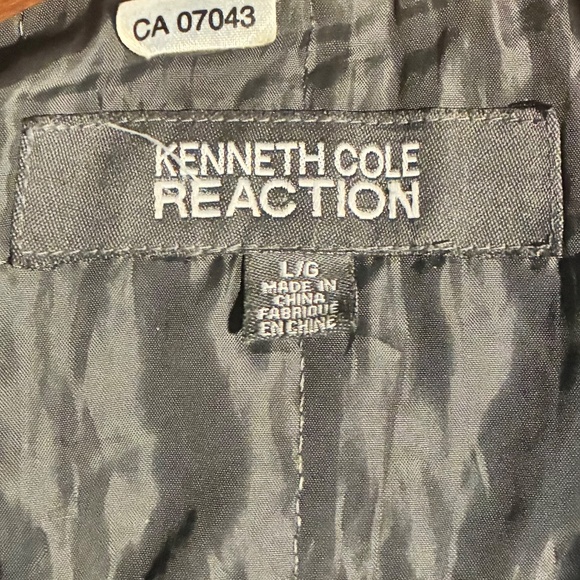 CA 07043
KENNETH COLE
REACTION
L/G
MADE IN
CHINA
FABRIQUE
EN CHINE